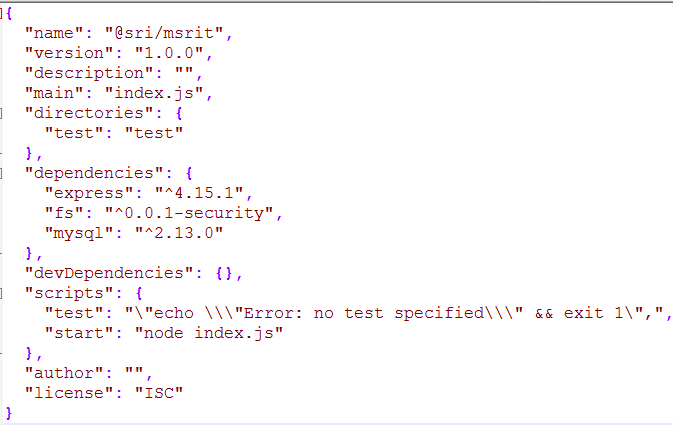 {
  "name": "@sri/msrit",
  "version": "1.0.0",
  "description": "",
  "main": "index.js",
  "directories": {
    "test": "test"
  },
  "dependencies": {
    "express": "^4.15.1",
    "fs": "^0.0.1-security",
    "mysql": "^2.13.0"
  },
  "devDependencies": {},
  "scripts": {
    "test": "\"echo \\\"Error: no test specified\\\" && exit 1\",",
    "start": "node index.js"
  },
  "author": "",
  "license": "ISC"
}